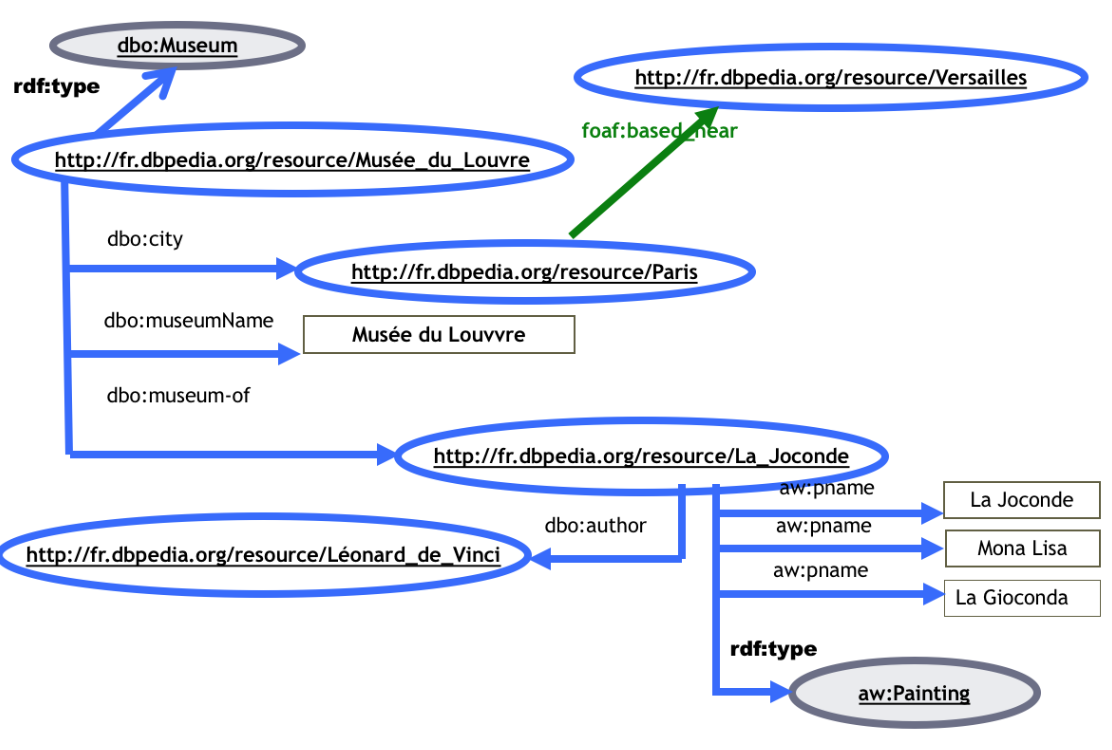 dbo:Museum
rdf:type
http://fr.dbpedia.org/resource/Versailles
foaf:based_near
http://fr.dbpedia.org/resource/Musée_du_Louvre
dbo:city
http://fr.dbpedia.org/resource/Paris
dbo:museumName
Musée du Louvvre
dbo:museum-of
http://fr.dbpedia.org/resource/La_Joconde
aw:pname
La Joconde
dbo:author
aw:pname
Mona Lisa
http://fr.dbpedia.org/resource/Léonard_de_Vinci
aw:pname
La Gioconda
rdf:type
aw:Painting